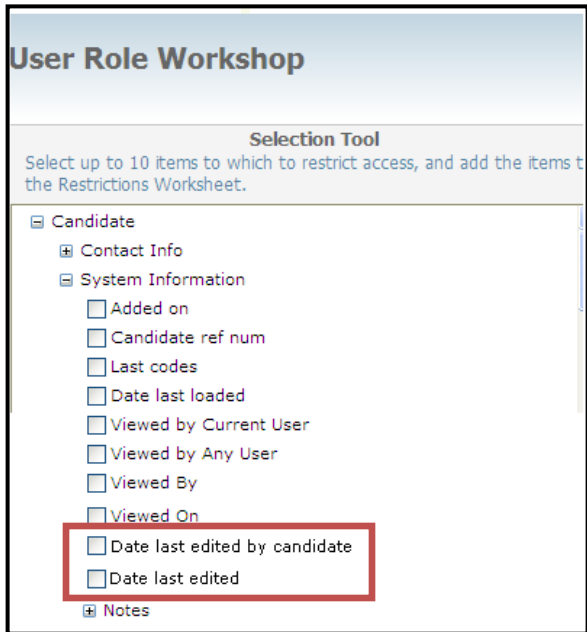 User Role Workshop
Selection Tool
Select up to 10 items to which to restrict access, and add the items t
the Restrictions Worksheet.
Candidate
Contact Info
System Information
Added on
Candidate ref num
Last codes
Date last loaded
Viewed by Current User
Viewed by Any User
Viewed By
Viewed On
Date last edited by candidate
Date last edited
Notes